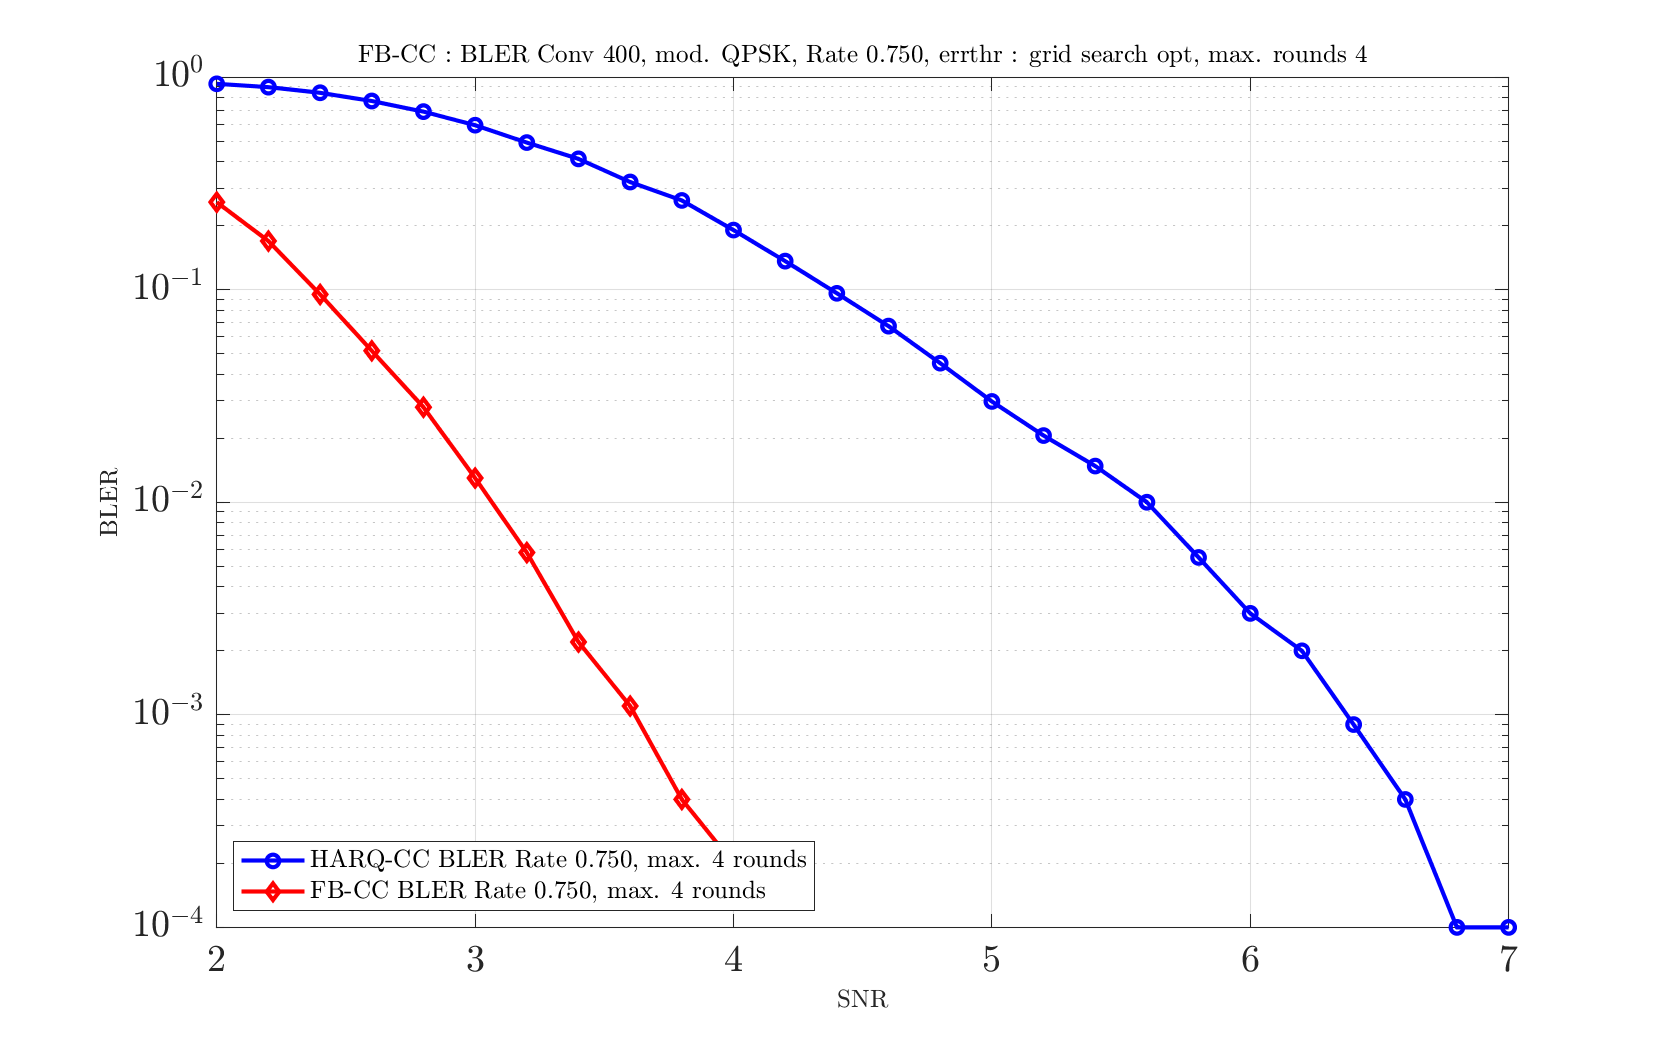 FB-CC : BLER Conv 400, mod. QPSK, Rate 0.750, errthr : grid search opt, max. rounds 4
10^0
10^-1
10^-2
10^-3
10^-4
BLER
HARQ-CC BLER Rate 0.750, max. 4 rounds
FB-CC BLER Rate 0.750, max. 4 rounds
2 3 4 5 6 7
SNR